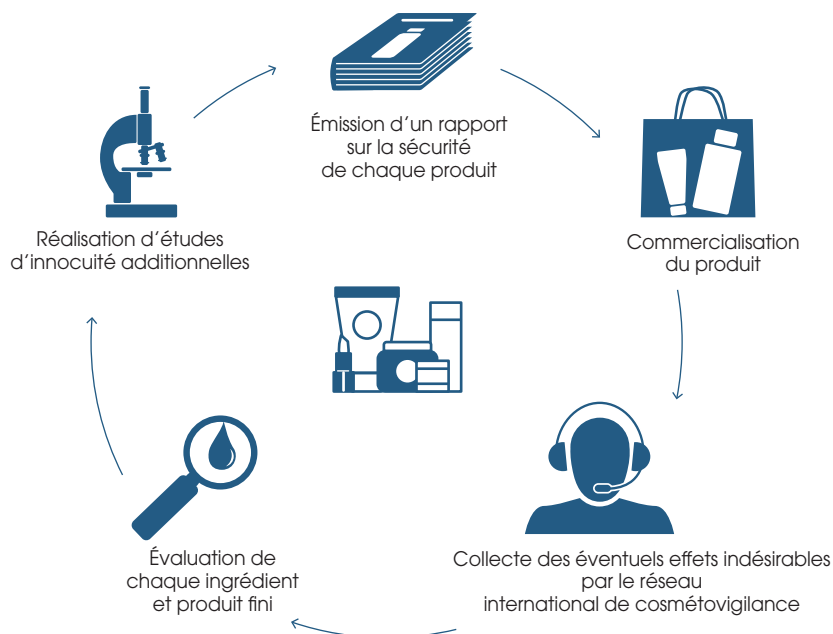 Émission d’un rapport
sur la sécurité
de chaque produit
Réalisation d’études
d’innocuité additionnelles
Commercialisation
du produit
Évaluation de
chaque ingrédient
et produit fini
Collecte des éventuels effets indésirables
par le réseau
international de cosmétovigilance